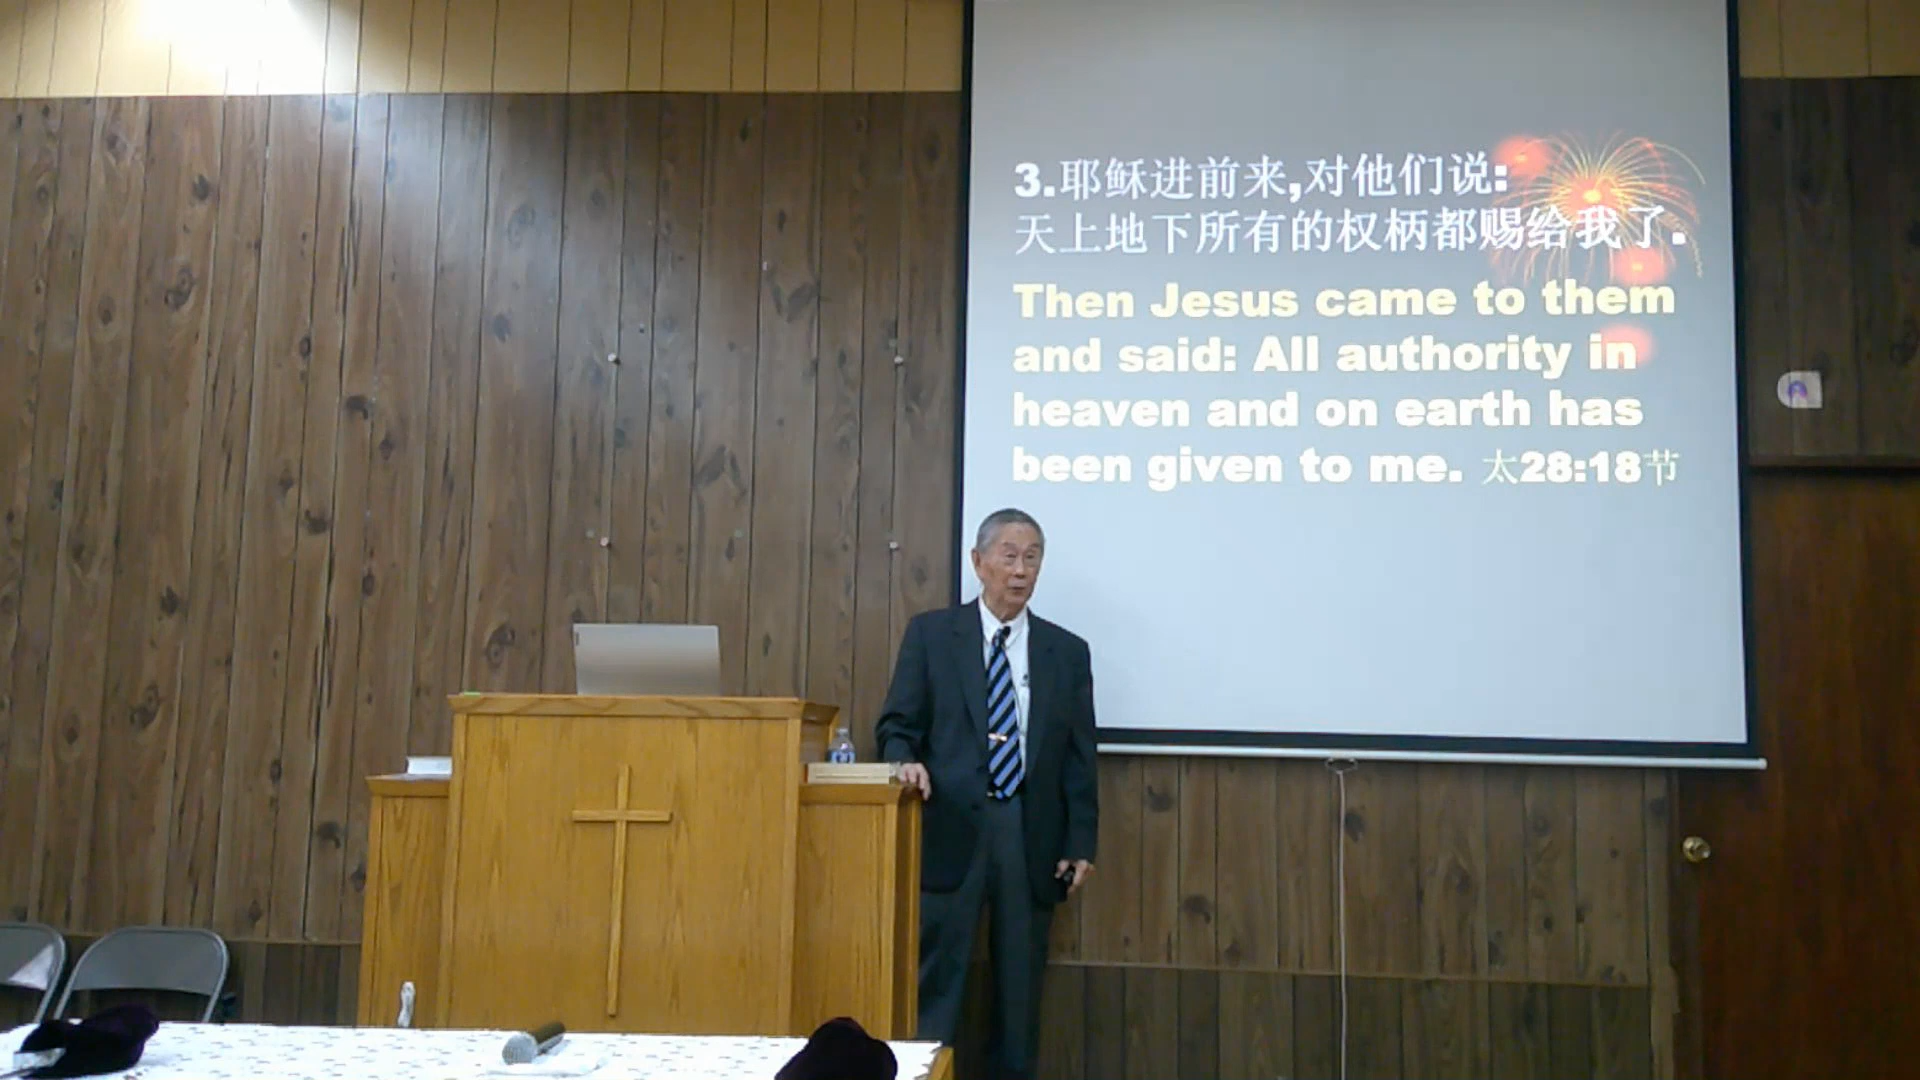 3.耶稣进前来,对他们说:
天上地下所有的权柄都赐给我了.
Then Jesus came to them
and said: All authority in
heaven and on earth has
been given to me. 太28:18节